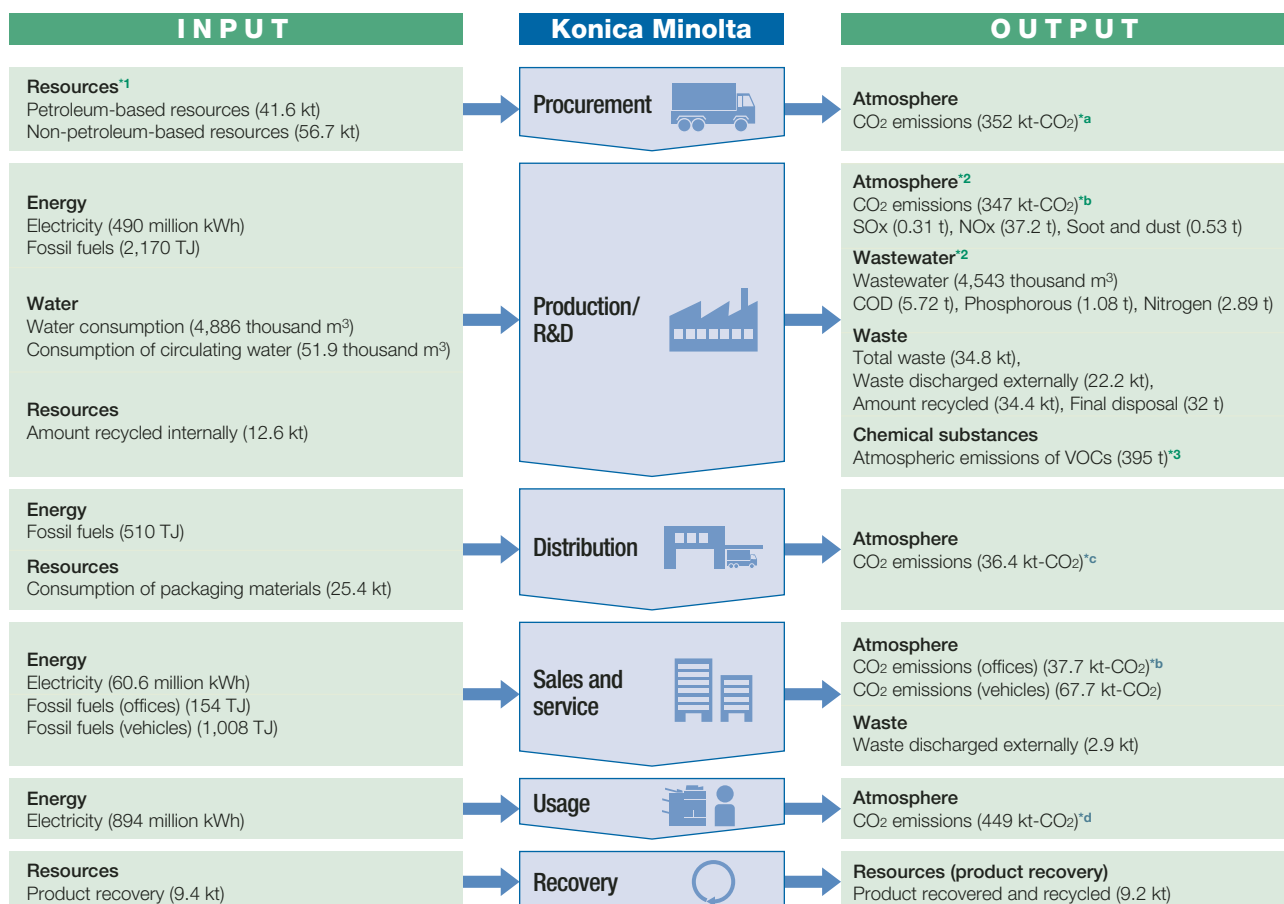 INPUT
Konica Minolta
OUTPUT
Resources*1
Petroleum-based resources (41.6 kt)
Non-petroleum-based resources (56.7 kt)
Procurement
Atmosphere
CO2 emissions (352 kt-CO2)*a
Energy
Electricity (490 million kWh)
Fossil fuels (2,170 TJ)
Water
Water consumption (4,886 thousand m³)
Consumption of circulating water (51.9 thousand m³)
Resources
Amount recycled internally (12.6 kt)
Production/
R&D
Atmosphere*2
CO2 emissions (347 kt-CO2)*b
SOx (0.31 t), NOx (37.2 t), Soot and dust (0.53 t)
Wastewater*2
Wastewater (4,543 thousand m³)
COD (5.72 t), Phosphorous (1.08 t), Nitrogen (2.89 t)
Waste
Total waste (34.8 kt),
Waste discharged externally (22.2 kt),
Amount recycled (34.4 kt), Final disposal (32 t)
Chemical substances
Atmospheric emissions of VOCs (395 t)*3
Energy
Fossil fuels (510 TJ)
Resources
Consumption of packaging materials (25.4 kt)
Distribution
Atmosphere
CO2 emissions (36.4 kt-CO2)*c
Energy
Electricity (60.6 million kWh)
Fossil fuels (offices) (154 TJ)
Fossil fuels (vehicles) (1,008 TJ)
Sales and
service
Atmosphere
CO2 emissions (offices) (37.7 kt-CO2)*b
CO2 emissions (vehicles) (67.7 kt-CO2)
Waste
Waste discharged externally (2.9 kt)
Energy
Electricity (894 million kWh)
Usage
Atmosphere
CO2 emissions (449 kt-CO2)*d
Resources
Product recovery (9.4 kt)
Recovery
Resources (product recovery)
Product recovered and recycled (9.2 kt)